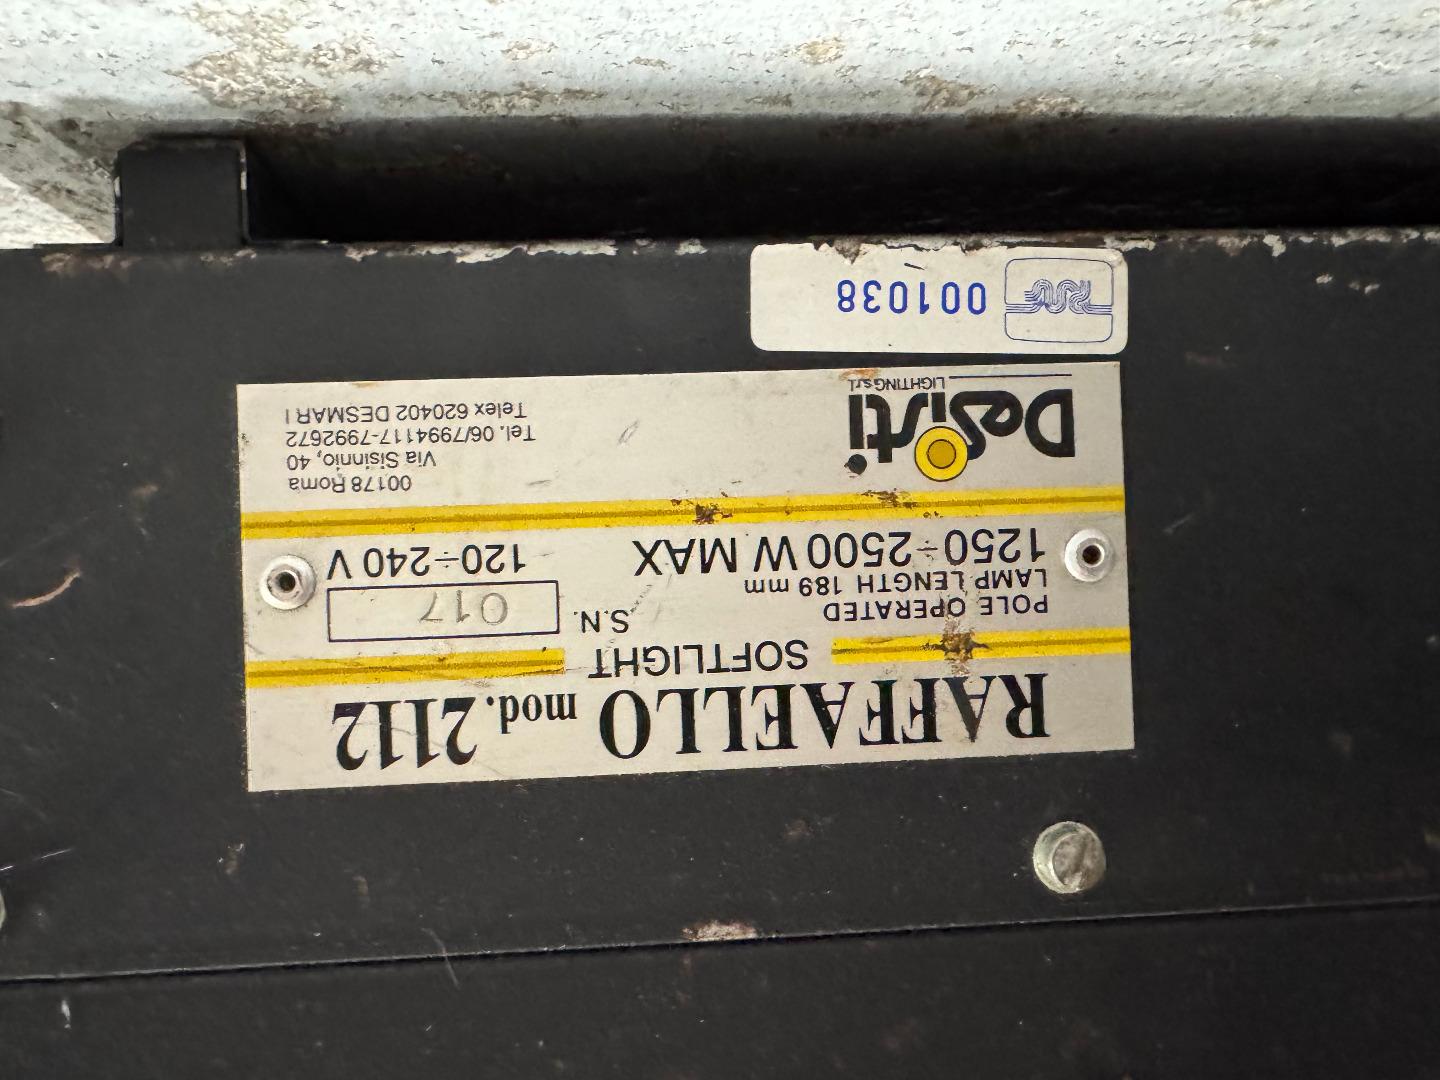 RAFFAELLO mod. 2112
SOFTLIGHT
POLE OPERATED
LAMP LENGTH 189 mm
S.N. 017
1250÷2500 W MAX
120÷240 V
DeSisti
LIGHTING s.r.l.
00178 Roma
Via Sisinnio, 40
Tel. 06/7994117-7992672
Telex 620402 DESMAR I
001038